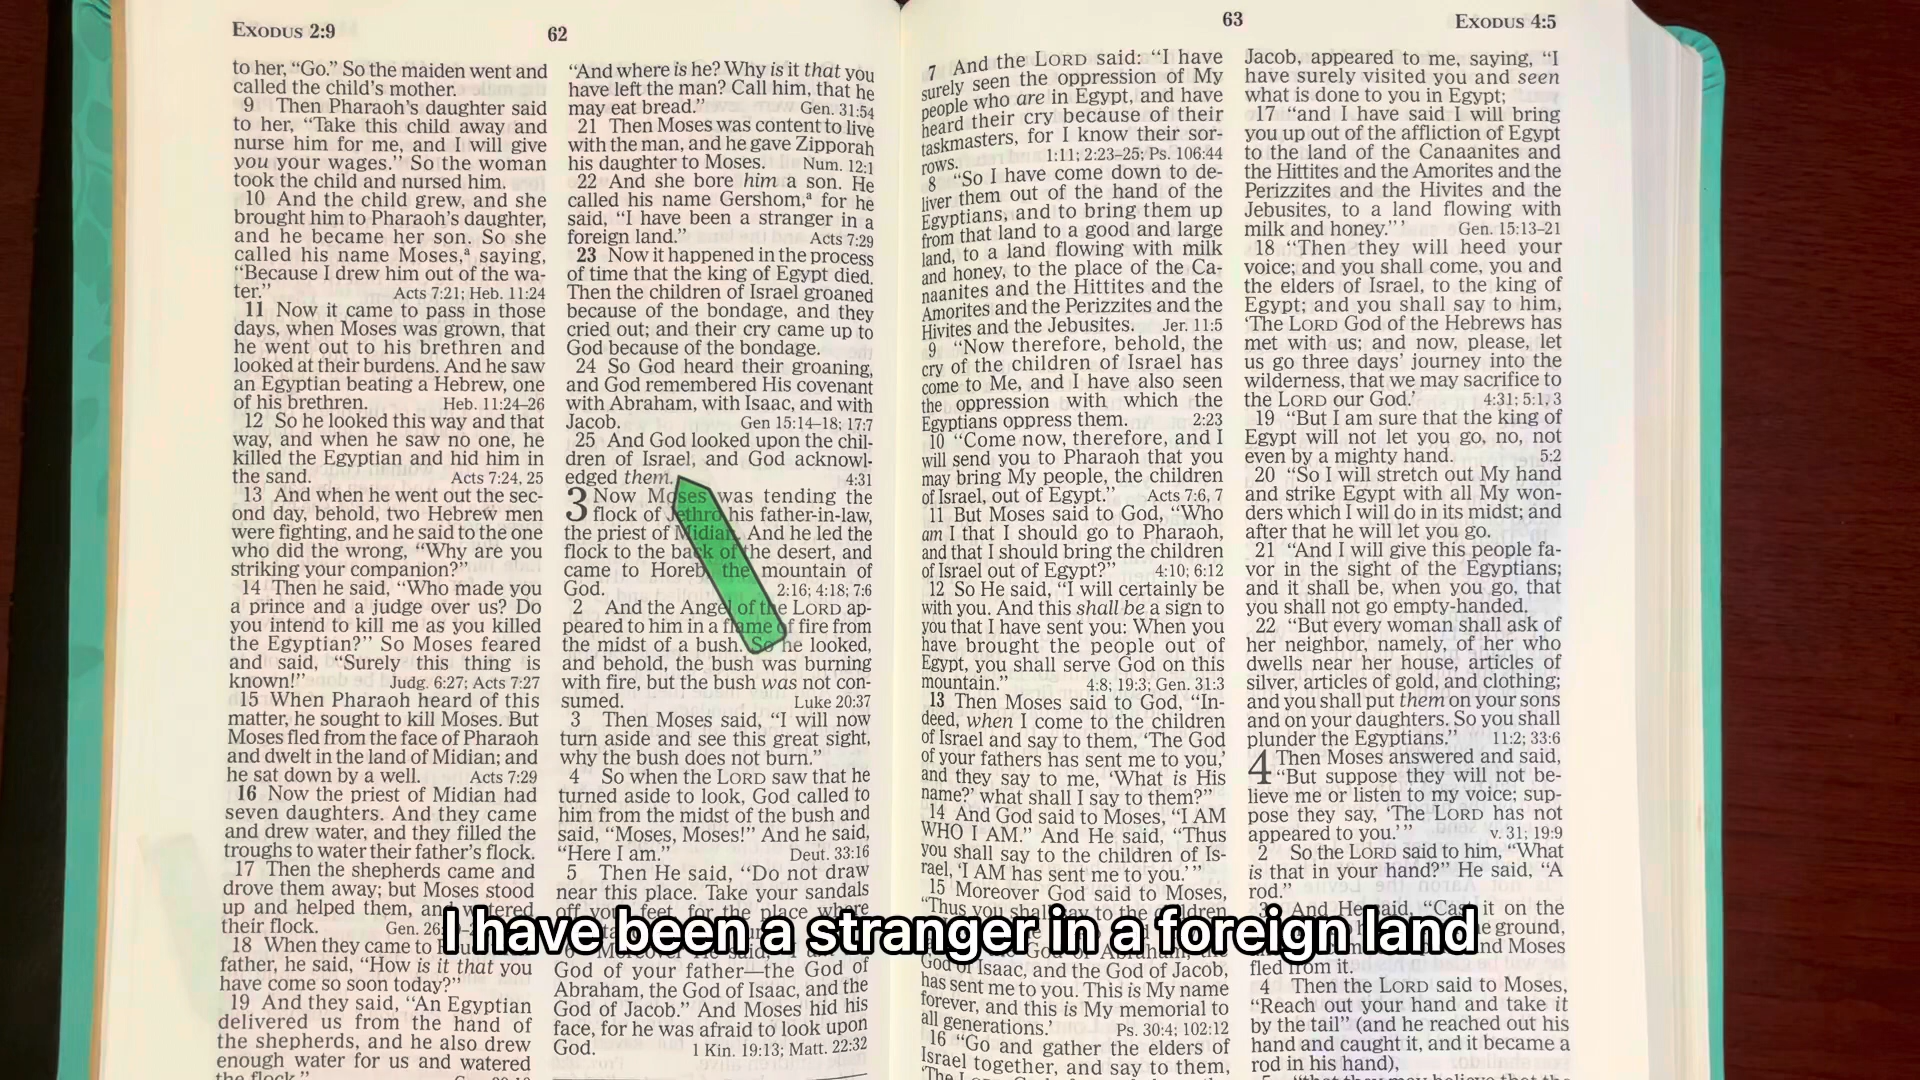 EXODUS 2:9
62
to her, “Go.” So the maiden went and
called the child’s mother.
9 Then Pharaoh’s daughter said
to her, “Take this child away and
nurse him for me, and I will give
you your wages.” So the woman
took the child and nursed him.
10 And the child grew, and she
brought him to Pharaoh’s daughter,
and he became her son. So she
called his name Moses,ᵃ saying,
“Because I drew him out of the wa-
ter.” Acts 7:21; Heb. 11:24
11 Now it came to pass in those
days, when Moses was grown, that
he went out to his brethren and
looked at their burdens. And he saw
an Egyptian beating a Hebrew, one
of his brethren. Heb. 11:24–26
12 So he looked this way and that
way, and when he saw no one, he
killed the Egyptian and hid him in
the sand. Acts 7:24, 25
13 And when he went out the sec-
ond day, behold, two Hebrew men
were fighting, and he said to the one
who did the wrong, “Why are you
striking your companion?”
14 Then he said, “Who made you
a prince and a judge over us? Do
you intend to kill me as you killed
the Egyptian?” So Moses feared
and said, “Surely this thing is
known!” Judg. 6:27; Acts 7:27
15 When Pharaoh heard of this
matter, he sought to kill Moses. But
Moses fled from the face of Pharaoh
and dwelt in the land of Midian; and
he sat down by a well. Acts 7:29
16 Now the priest of Midian had
seven daughters. And they came
and drew water, and they filled the
troughs to water their father’s flock.
17 Then the shepherds came and
drove them away; but Moses stood
up and helped them, and watered
their flock. Gen.
18 When they came to
father, he said, “How is it that you
have come so soon today?”
19 And they said, “An Egyptian
delivered us from the hand of
the shepherds, and he also drew
enough water for us and watered
the flock.”
“And where is he? Why is it that you
have left the man? Call him, that he
may eat bread.” Gen. 31:54
21 Then Moses was content to live
with the man, and he gave Zipporah
his daughter to Moses. Num. 12:1
22 And she bore him a son. He
called his name Gershom,ᵃ for he
said, “I have been a stranger in a
foreign land.” Acts 7:29
23 Now it happened in the process
of time that the king of Egypt died.
Then the children of Israel groaned
because of the bondage, and they
cried out; and their cry came up to
God because of the bondage.
24 So God heard their groaning,
and God remembered His covenant
with Abraham, with Isaac, and with
Jacob. Gen 15:14–18; 17:7
25 And God looked upon the chil-
dren of Israel, and God acknowl-
edged them. 4:31
3 Now Moses was tending the
flock of Jethro his father-in-law,
the priest of Midian. And he led the
flock to the back of the desert, and
came to Horeb, the mountain of
God. 2:16; 4:18; 7:6
2 And the Angel of the LORD ap-
peared to him in a flame of fire from
the midst of a bush. So he looked,
and behold, the bush was burning
with fire, but the bush was not con-
sumed. Luke 20:37
3 Then Moses said, “I will now
turn aside and see this great sight,
why the bush does not burn.”
4 So when the LORD saw that he
turned aside to look, God called to
him from the midst of the bush and
said, “Moses, Moses!” And he said,
“Here I am.” Deut. 33:16
5 Then He said, “Do not draw
near this place. Take your sandals
off your feet, for the place where
6 Moreover He said,
God of your father—the God of
Abraham, the God of Isaac, and the
God of Jacob.” And Moses hid his
face, for he was afraid to look upon
God. 1 Kin. 19:13; Matt. 22:32
63
EXODUS 4:5
7 And the LORD said: “I have
surely seen the oppression of My
people who are in Egypt, and have
heard their cry because of their
taskmasters, for I know their sor-
rows. 1:11; 2:23–25; Ps. 106:44
8 “So I have come down to de-
liver them out of the hand of the
Egyptians, and to bring them up
from that land to a good and large
land, to a land flowing with milk
and honey, to the place of the Ca-
naanites and the Hittites and the
Amorites and the Perizzites and the
Hivites and the Jebusites. Jer. 11:5
9 “Now therefore, behold, the
cry of the children of Israel has
come to Me, and I have also seen
the oppression with which the
Egyptians oppress them. 2:23
10 “Come now, therefore, and I
will send you to Pharaoh that you
may bring My people, the children
of Israel, out of Egypt.” Acts 7:6, 7
11 But Moses said to God, “Who
am I that I should go to Pharaoh,
and that I should bring the children
of Israel out of Egypt?” 4:10; 6:12
12 So He said, “I will certainly be
with you. And this shall be a sign to
you that I have sent you: When you
have brought the people out of
Egypt, you shall serve God on this
mountain.” 4:8; 19:3; Gen. 31:3
13 Then Moses said to God, “In-
deed, when I come to the children
of Israel and say to them, ‘The God
of your fathers has sent me to you,’
and they say to me, ‘What is His
name?’ what shall I say to them?”
14 And God said to Moses, “I AM
WHO I AM.” And He said, “Thus
you shall say to the children of Is-
rael, ‘I AM has sent me to you.’ ”
15 Moreover God said to Moses,
“Thus you shall say to the children
God of Abraham, the
God of Isaac, and the God of Jacob,
has sent me to you. This is My name
forever, and this is My memorial to
all generations.’ Ps. 30:4; 102:12
16 “Go and gather the elders of
Israel together, and say to them,
‘The
Jacob, appeared to me, saying, “I
have surely visited you and seen
what is done to you in Egypt;
17 “and I have said I will bring
you up out of the affliction of Egypt
to the land of the Canaanites and
the Hittites and the Amorites and the
Perizzites and the Hivites and the
Jebusites, to a land flowing with
milk and honey.” ’ Gen. 15:13–21
18 “Then they will heed your
voice; and you shall come, you and
the elders of Israel, to the king of
Egypt; and you shall say to him,
‘The LORD God of the Hebrews has
met with us; and now, please, let
us go three days’ journey into the
wilderness, that we may sacrifice to
the LORD our God.’ 4:31; 5:1, 3
19 “But I am sure that the king of
Egypt will not let you go, no, not
even by a mighty hand. 5:2
20 “So I will stretch out My hand
and strike Egypt with all My won-
ders which I will do in its midst; and
after that he will let you go.
21 “And I will give this people fa-
vor in the sight of the Egyptians;
and it shall be, when you go, that
you shall not go empty-handed.
22 “But every woman shall ask of
her neighbor, namely, of her who
dwells near her house, articles of
silver, articles of gold, and clothing;
and you shall put them on your sons
and on your daughters. So you shall
plunder the Egyptians.” 11:2; 33:6
4 Then Moses answered and said,
“But suppose they will not be-
lieve me or listen to my voice; sup-
pose they say, ‘The LORD has not
appeared to you.’ ” v. 31; 19:9
2 So the LORD said to him, “What
is that in your hand?” He said, “A
rod.”
3 And He said, “Cast it on the
ground,
and Moses
fled from it.
4 Then the LORD said to Moses,
“Reach out your hand and take it
by the tail” (and he reached out his
hand and caught it, and it became a
rod in his hand),
I have been a stranger in a foreign land